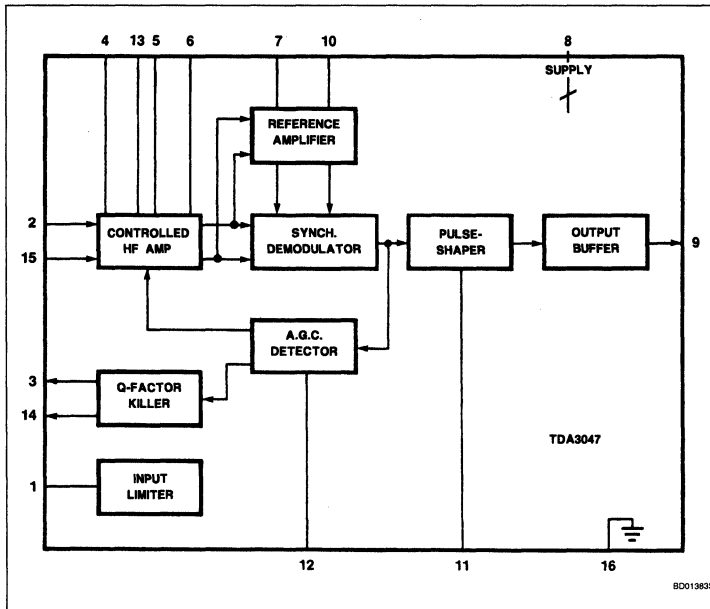 4 13 5 6 7 10 8
SUPPLY
REFERENCE
AMPLIFIER
2
15
CONTROLLED
HF AMP
SYNCH.
DEMODULATOR
PULSE-
SHAPER
OUTPUT
BUFFER
9
A.G.C.
DETECTOR
3
14
Q-FACTOR
KILLER
TDA3047
1
INPUT
LIMITER
12 11 16